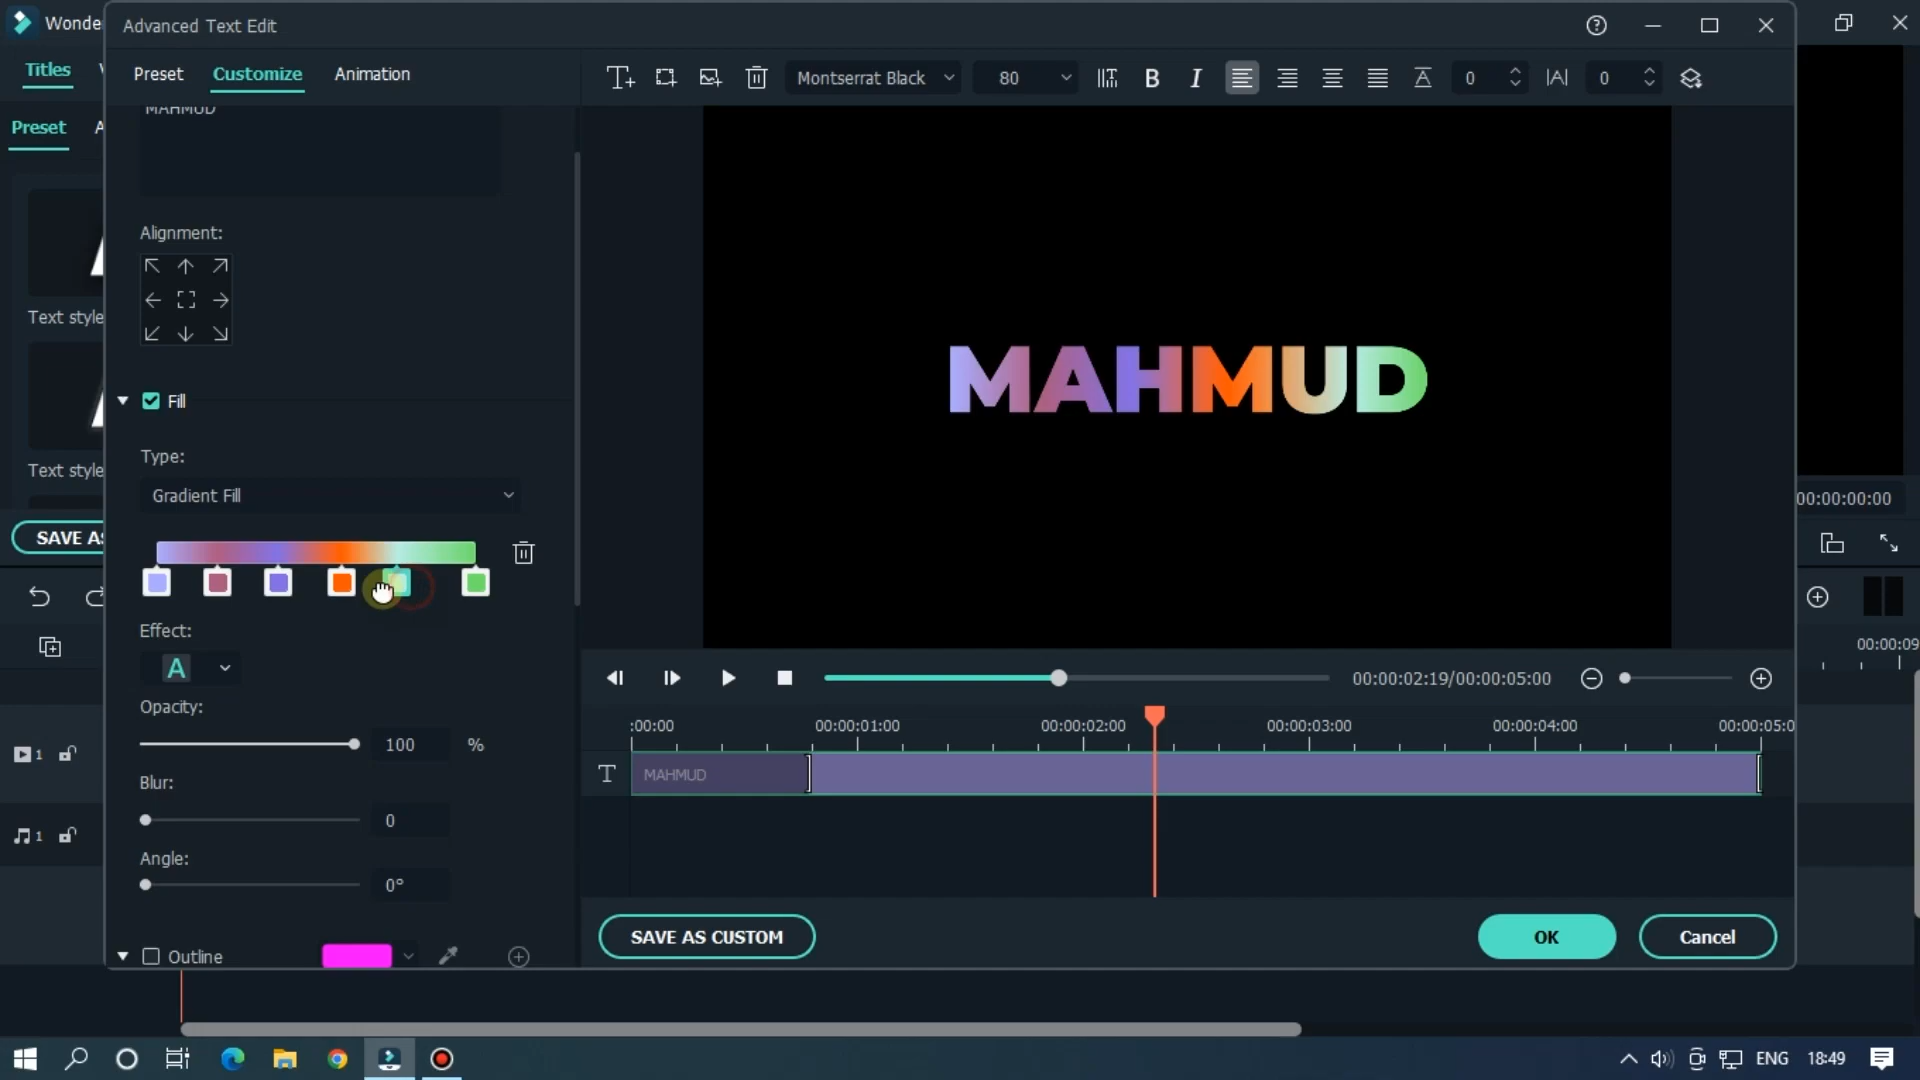 Wonde
Advanced Text Edit
Titles
Preset
Customize
Animation
Montserrat Black
80
B
I
0
0
Preset
A
MAHMUD
Alignment:
Text style
Fill
Type:
Gradient Fill
MAHMUD
Text style
SAVE AS
00:00:00:00
Effect:
A
Opacity:
100
%
00:00:02:19/00:00:05:00
00:00:09
:00:00
00:00:01:00
00:00:02:00
00:00:03:00
00:00:04:00
00:00:05:0
1
T
MAHMUD
Blur:
0
1
Angle:
0°
Outline
SAVE AS CUSTOM
OK
Cancel
ENG
18:49